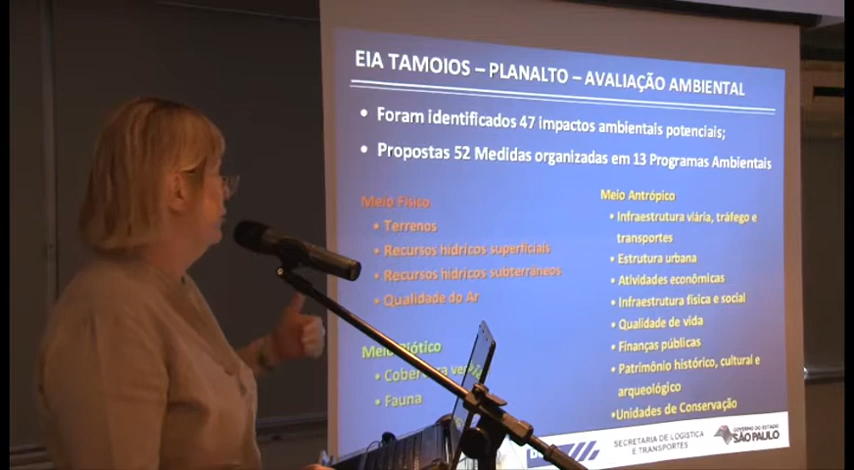 EIA TAMOIOS – PLANALTO – AVALIAÇÃO AMBIENTAL
• Foram identificados 47 impactos ambientais potenciais;
• Propostas 52 Medidas organizadas em 13 Programas Ambientais
Meio Físico
• Terrenos
• Recursos hídricos superficiais
• Recursos hídricos subterrâneos
• Qualidade do Ar
Meio Biótico
• Cobertura
• Fauna
Meio Antrópico
• Infraestrutura viária, tráfego e
transportes
• Estrutura urbana
• Atividades econômicas
• Infraestrutura física e social
• Qualidade de vida
• Finanças públicas
• Patrimônio histórico, cultural e
arqueológico
•Unidades de Conservação
SECRETARIA DE LOGÍSTICA
E TRANSPORTES
GOVERNO DO ESTADO
SÃO PAULO